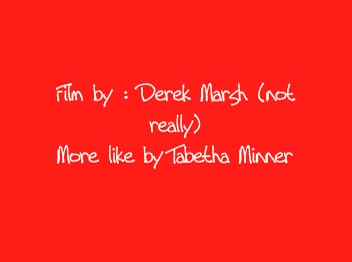 Film by : Derek Marsh (not
really)
More like by Tabetha Minner